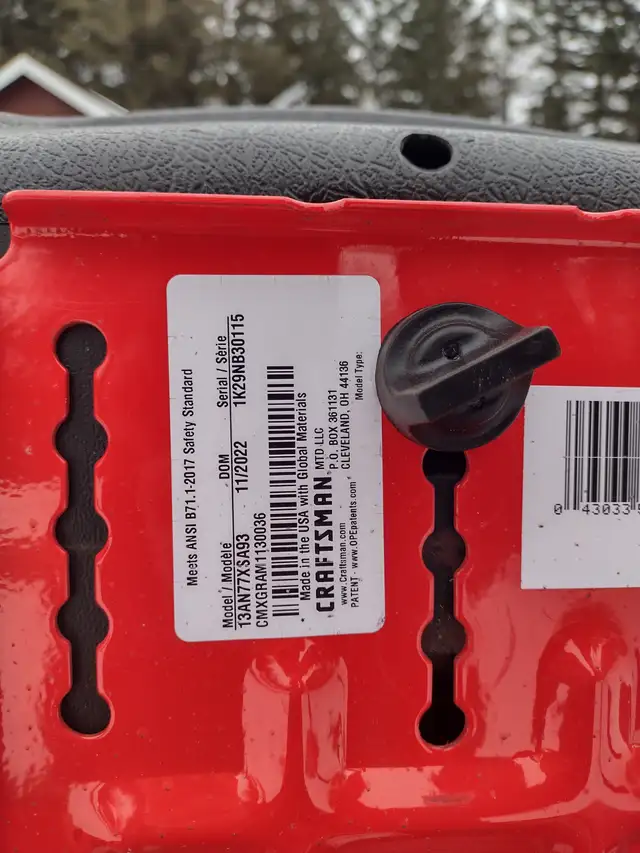 Meets ANSI B71.1-2017 Safety Standard
Model / Modèle DOM Serial / Série
13AN77XSA93 11/2022 1K29NB30115
CMXGRAM1130036
Made in the USA with Global Materials
CRAFTSMAN® MTD LLC
P.O. BOX 361131
CLEVELAND, OH 44136
www.Craftsman.com
PATENT- www.OPEpatents.com
Model Type:
0 43033